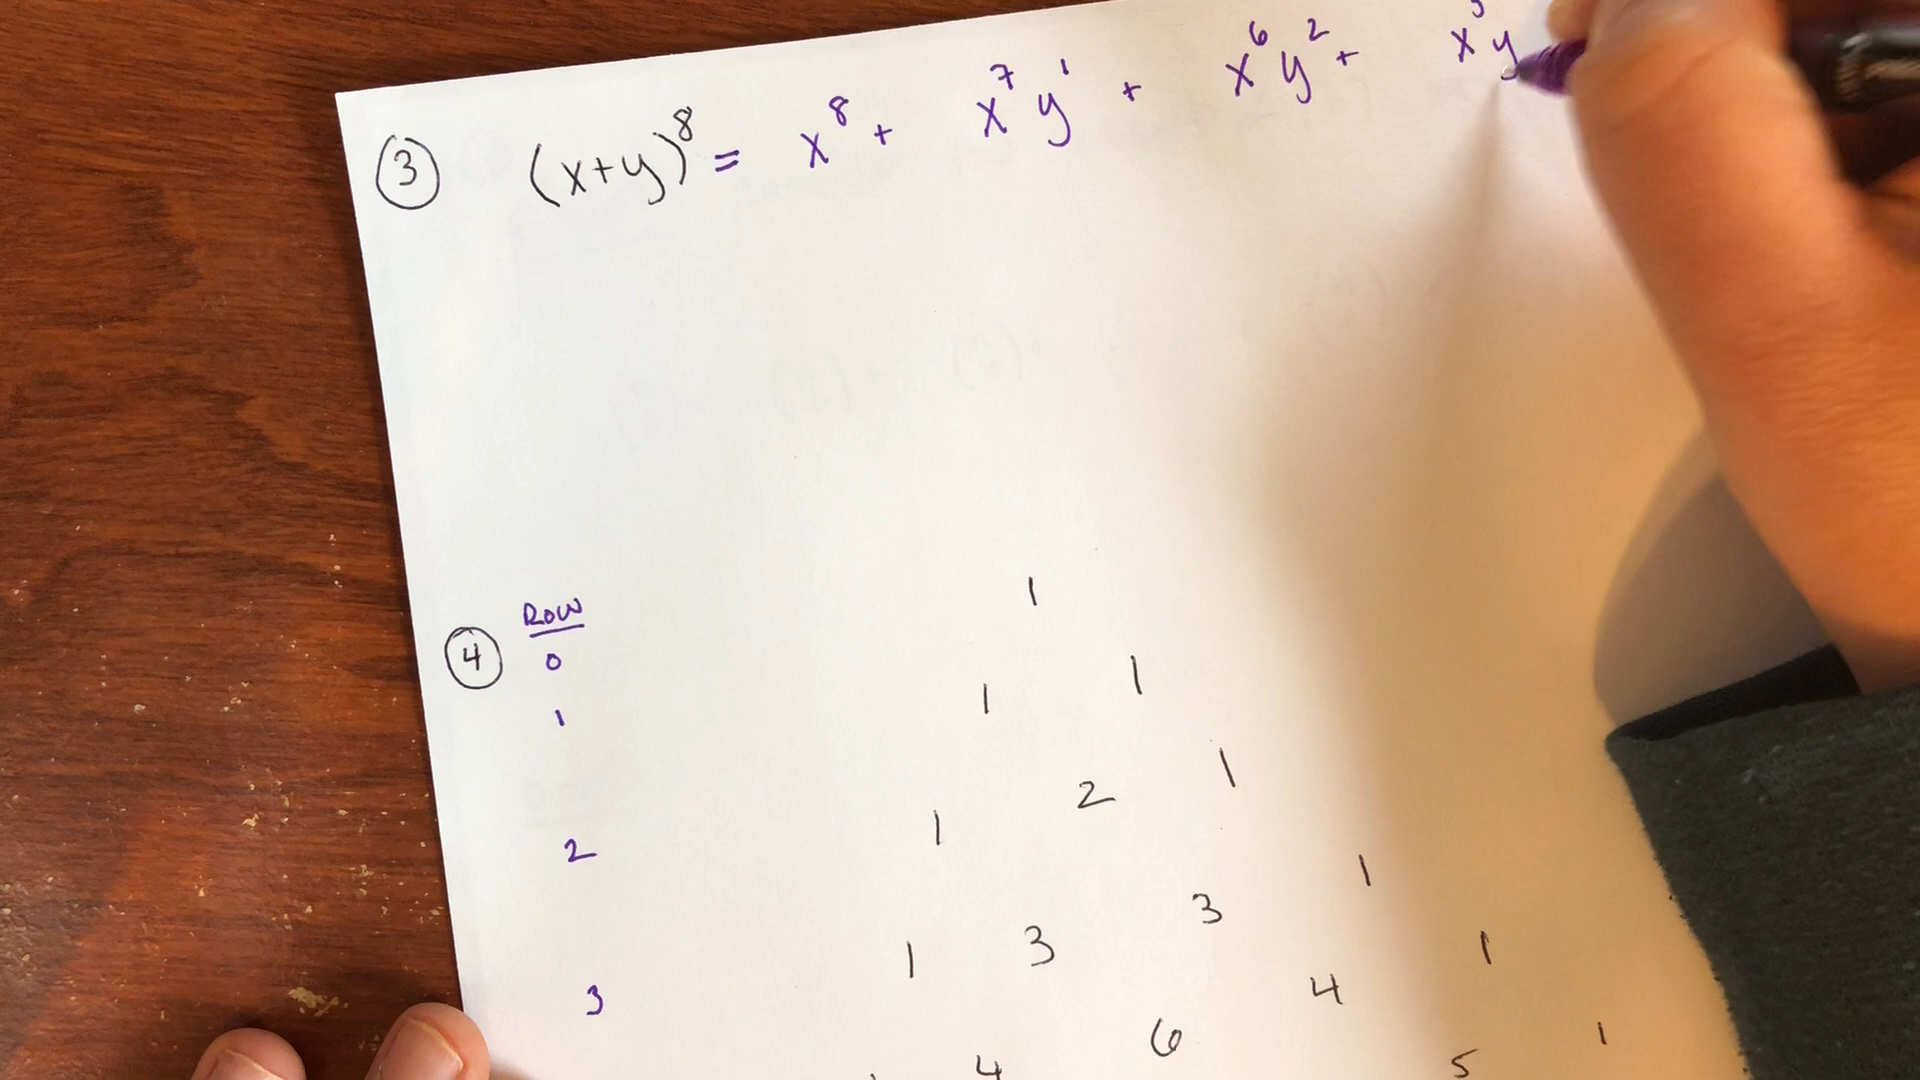 ③ (x+y)⁸ = x⁸ + x⁷y¹ + x⁶y² + x⁵y
Row
1
④ 0
1 1
1
1 2 1
2
1 3 3 1
3
4 6 4 1
5 1